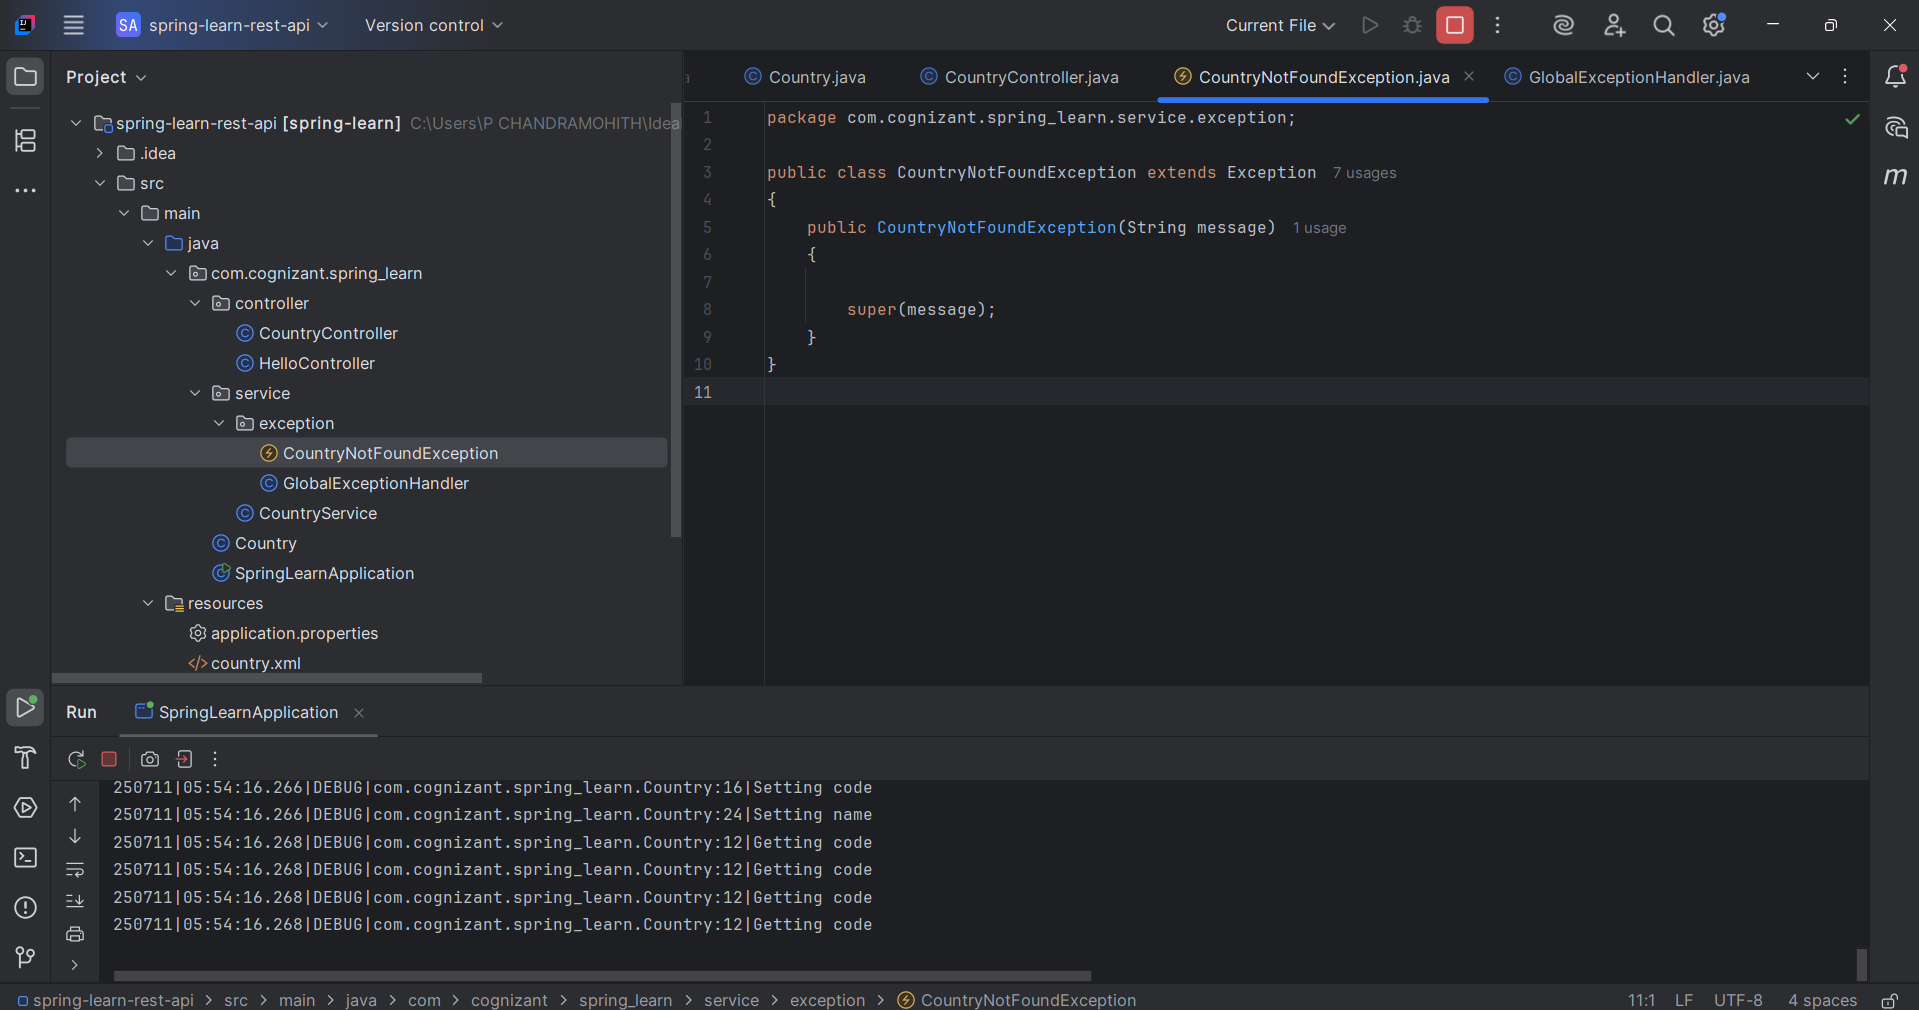 SA spring-learn-rest-api Version control Current File
Project
spring-learn-rest-api [spring-learn] C:\Users\P CHANDRAMOHITH\Idea
.idea
src
main
java
com.cognizant.spring_learn
controller
CountryController
HelloController
service
exception
CountryNotFoundException
GlobalExceptionHandler
CountryService
Country
SpringLearnApplication
resources
application.properties
</> country.xml
Country.java CountryController.java CountryNotFoundException.java GlobalExceptionHandler.java
1 package com.cognizant.spring_learn.service.exception;
2
3 public class CountryNotFoundException extends Exception 7 usages
4 {
5 public CountryNotFoundException(String message) 1 usage
6 {
7
8 super(message);
9 }
10 }
11
Run SpringLearnApplication
250711|05:54:16.266|DEBUG|com.cognizant.spring_learn.Country:16|Setting code
250711|05:54:16.266|DEBUG|com.cognizant.spring_learn.Country:24|Setting name
250711|05:54:16.268|DEBUG|com.cognizant.spring_learn.Country:12|Getting code
250711|05:54:16.268|DEBUG|com.cognizant.spring_learn.Country:12|Getting code
250711|05:54:16.268|DEBUG|com.cognizant.spring_learn.Country:12|Getting code
250711|05:54:16.268|DEBUG|com.cognizant.spring_learn.Country:12|Getting code
spring-learn-rest-api > src > main > java > com > cognizant > spring_learn > service > exception > CountryNotFoundException 11:1 LF UTF-8 4 spaces